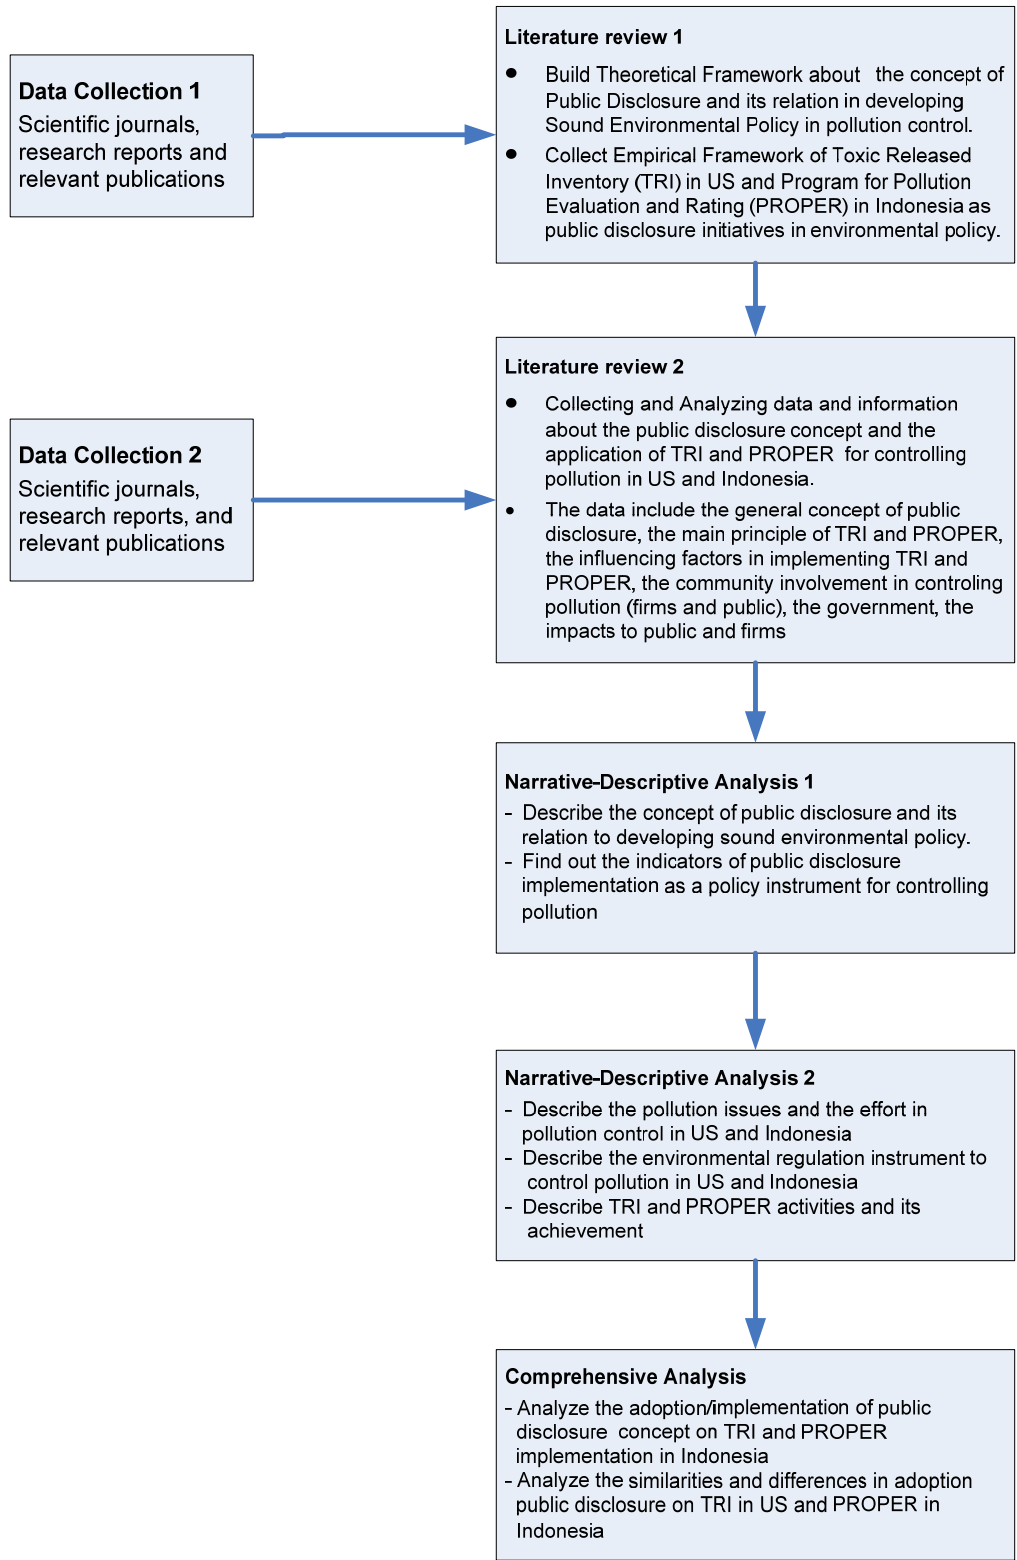 Data Collection 1
Scientific journals,
research reports and
relevant publications
Literature review 1
● Build Theoretical Framework about the concept of
Public Disclosure and its relation in developing
Sound Environmental Policy in pollution control.
● Collect Empirical Framework of Toxic Released
Inventory (TRI) in US and Program for Pollution
Evaluation and Rating (PROPER) in Indonesia as
public disclosure initiatives in environmental policy.
Data Collection 2
Scientific journals,
research reports, and
relevant publications
Literature review 2
● Collecting and Analyzing data and information
about the public disclosure concept and the
application of TRI and PROPER for controlling
pollution in US and Indonesia.
● The data include the general concept of public
disclosure, the main principle of TRI and PROPER,
the influencing factors in implementing TRI and
PROPER, the community involvement in controling
pollution (firms and public), the government, the
impacts to public and firms
Narrative-Descriptive Analysis 1
- Describe the concept of public disclosure and its
relation to developing sound environmental policy.
- Find out the indicators of public disclosure
implementation as a policy instrument for controlling
pollution
Narrative-Descriptive Analysis 2
- Describe the pollution issues and the effort in
pollution control in US and Indonesia
- Describe the environmental regulation instrument to
control pollution in US and Indonesia
- Describe TRI and PROPER activities and its
achievement
Comprehensive Analysis
- Analyze the adoption/implementation of public
disclosure concept on TRI and PROPER
implementation in Indonesia
- Analyze the similarities and differences in adoption
public disclosure on TRI in US and PROPER in
Indonesia